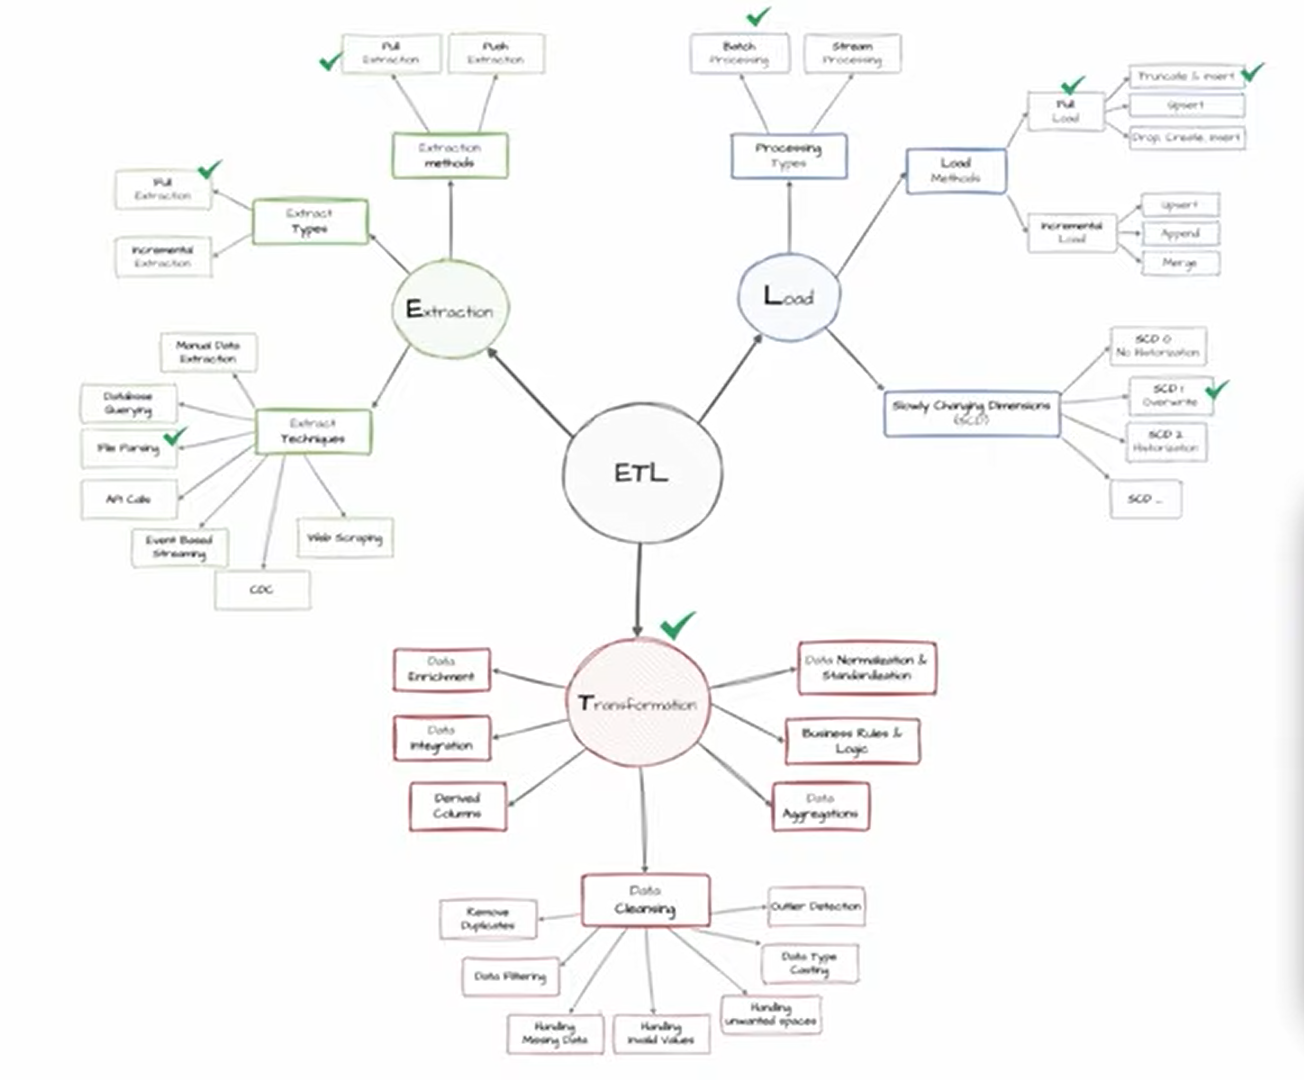 Pull
Extraction
Push
Extraction
Extraction
methods
Full
Extraction
Incremental
Extraction
Extract
Types
Extraction
Manual Data
Extraction
Database
Querying
File Parsing
API Calls
Event Based
Streaming
CDC
Web Scraping
Extract
Techniques
ETL
Batch
Processing
Stream
Processing
Processing
Types
Load
Load
Methods
Full
Load
Truncate & Insert
Upsert
Drop, Create, Insert
Incremental
Load
Upsert
Append
Merge
Slowly Changing Dimensions
(SCD)
SCD 0
No Historization
SCD 1
Overwrite
SCD 2
Historization
SCD ...
Transformation
Data
Enrichment
Data
Integration
Derived
Columns
Data Normalization &
Standardization
Business Rules &
Logic
Data
Aggregations
Data
Cleansing
Remove
Duplicates
Data Filtering
Handling
Missing Data
Handling
Invalid Values
Handling
unwanted spaces
Data Type
Casting
Outlier Detection